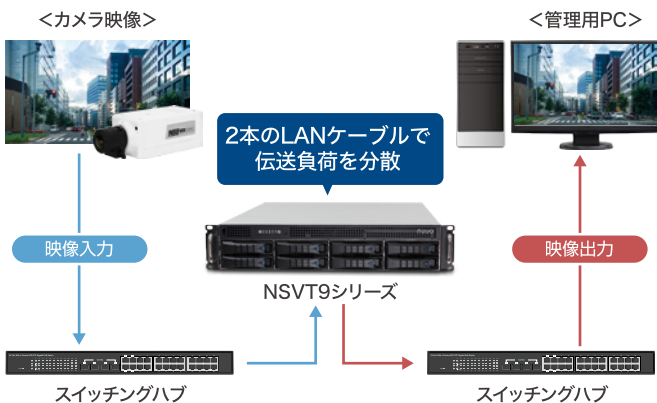 ＜カメラ映像＞
＜管理用PC＞
2本のLANケーブルで
伝送負荷を分散
映像入力
映像出力
NSVT9シリーズ
スイッチングハブ
スイッチングハブ